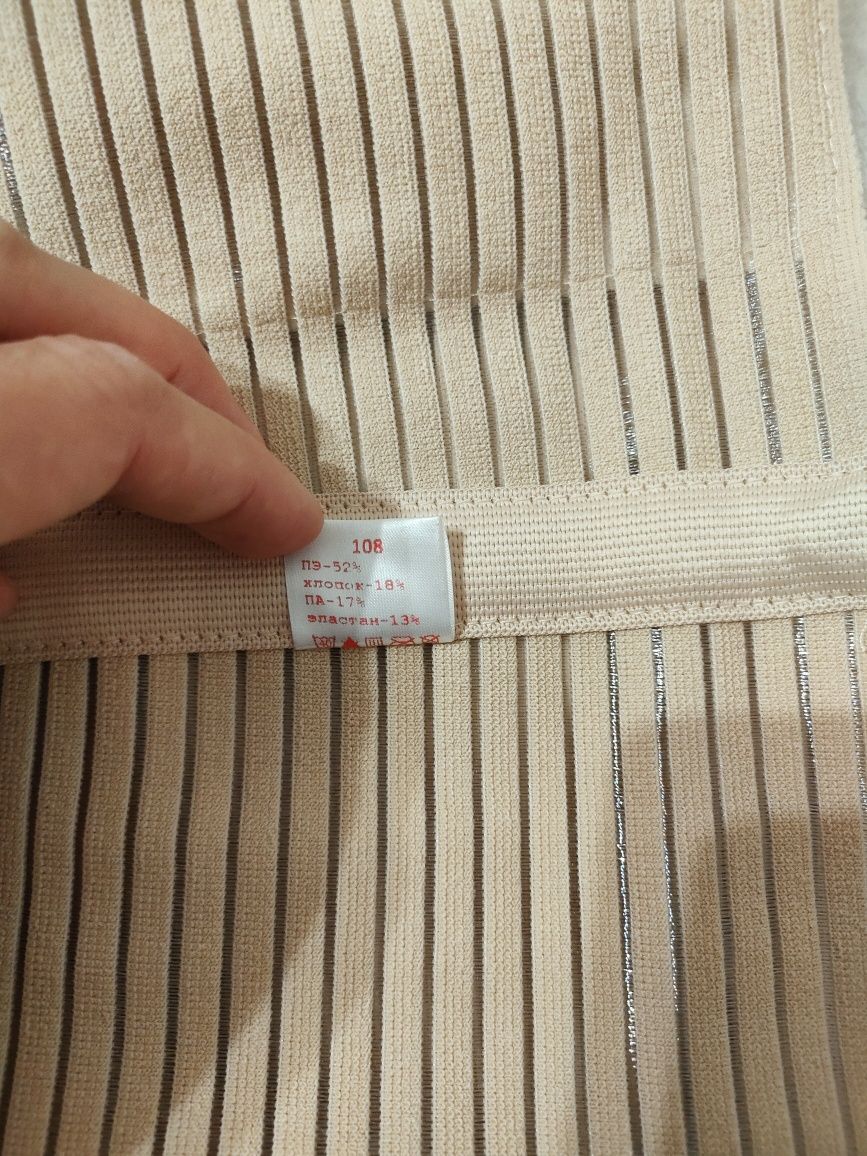 108
ПЭ-52%
хлопок-18%
ПА-17%
эластан-13%